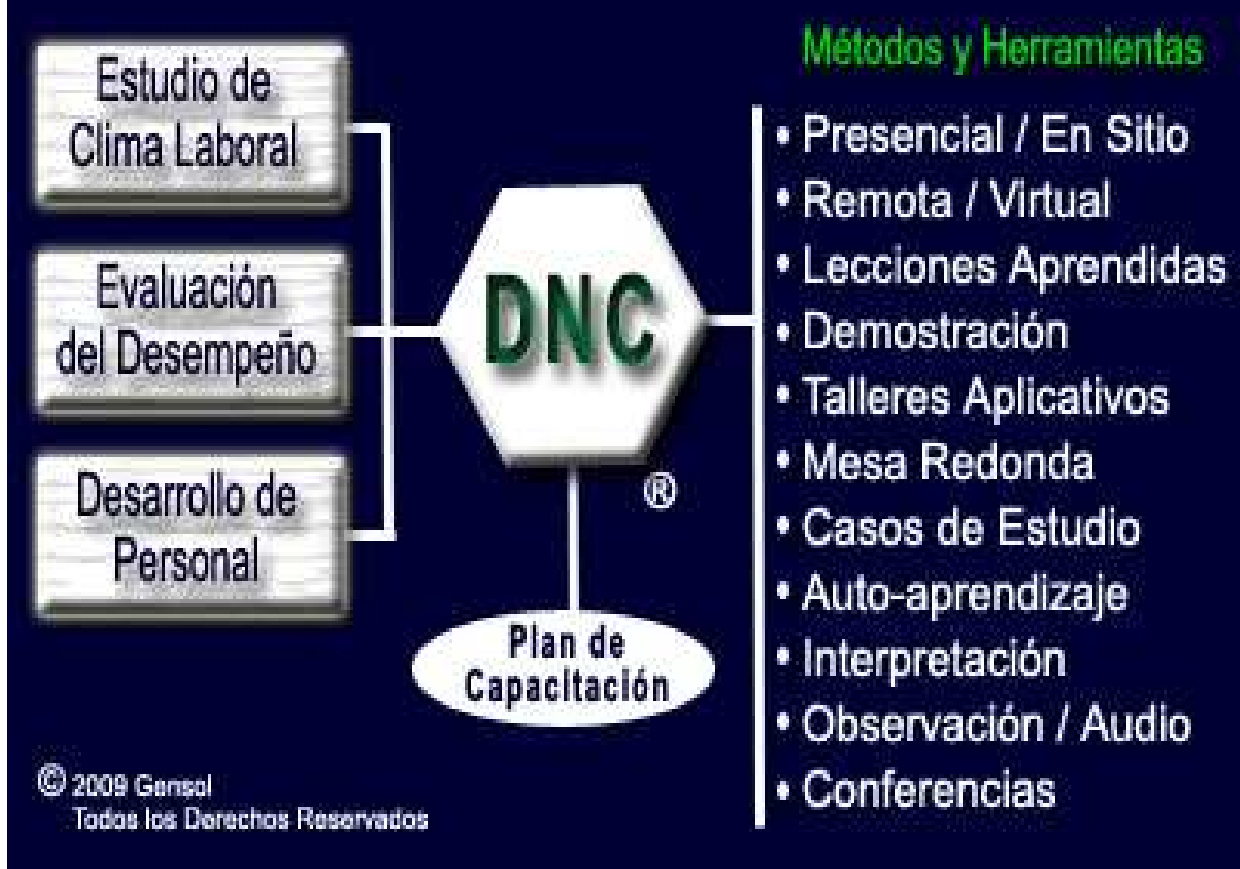 Estudio de
Clima Laboral
Evaluación
del Desempeño
Desarrollo de
Personal
DNC
®
Plan de
Capacitación
Métodos y Herramientas
• Presencial / En Sitio
• Remota / Virtual
• Lecciones Aprendidas
• Demostración
• Talleres Aplicativos
• Mesa Redonda
• Casos de Estudio
• Auto-aprendizaje
• Interpretación
• Observación / Audio
• Conferencias
© 2009 Gensol
Todos los Derechos Reservados